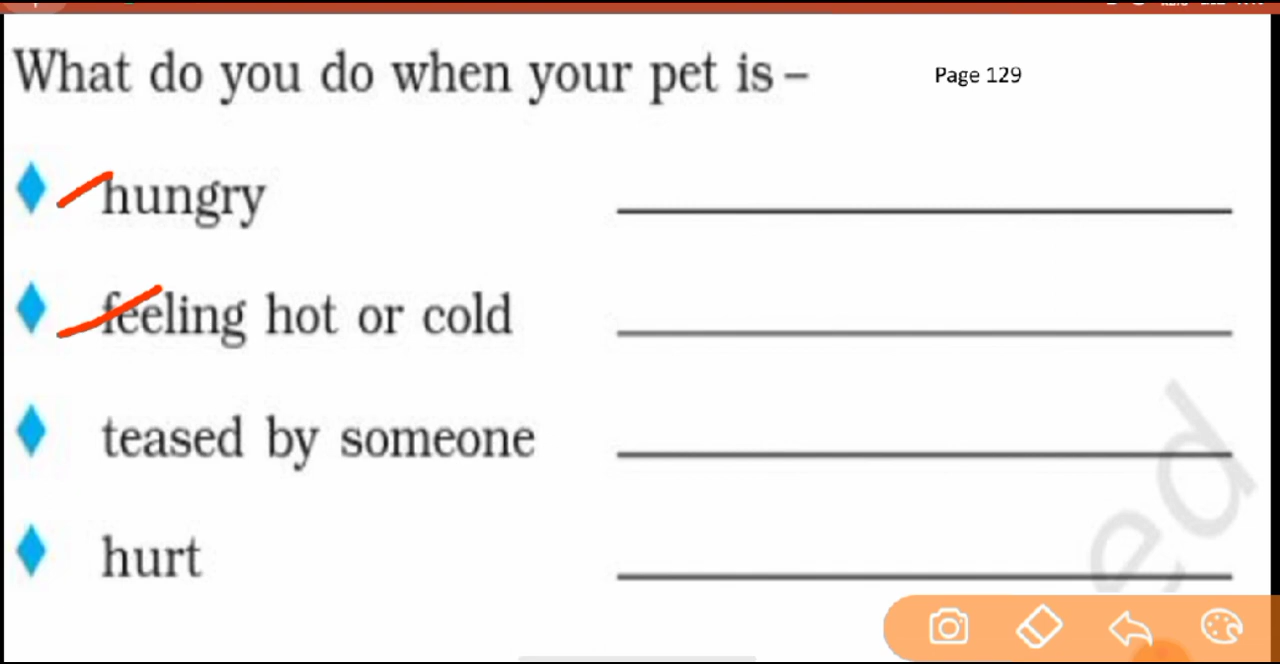 What do you do when your pet is –
Page 129
hungry
feeling hot or cold
teased by someone
hurt
ed